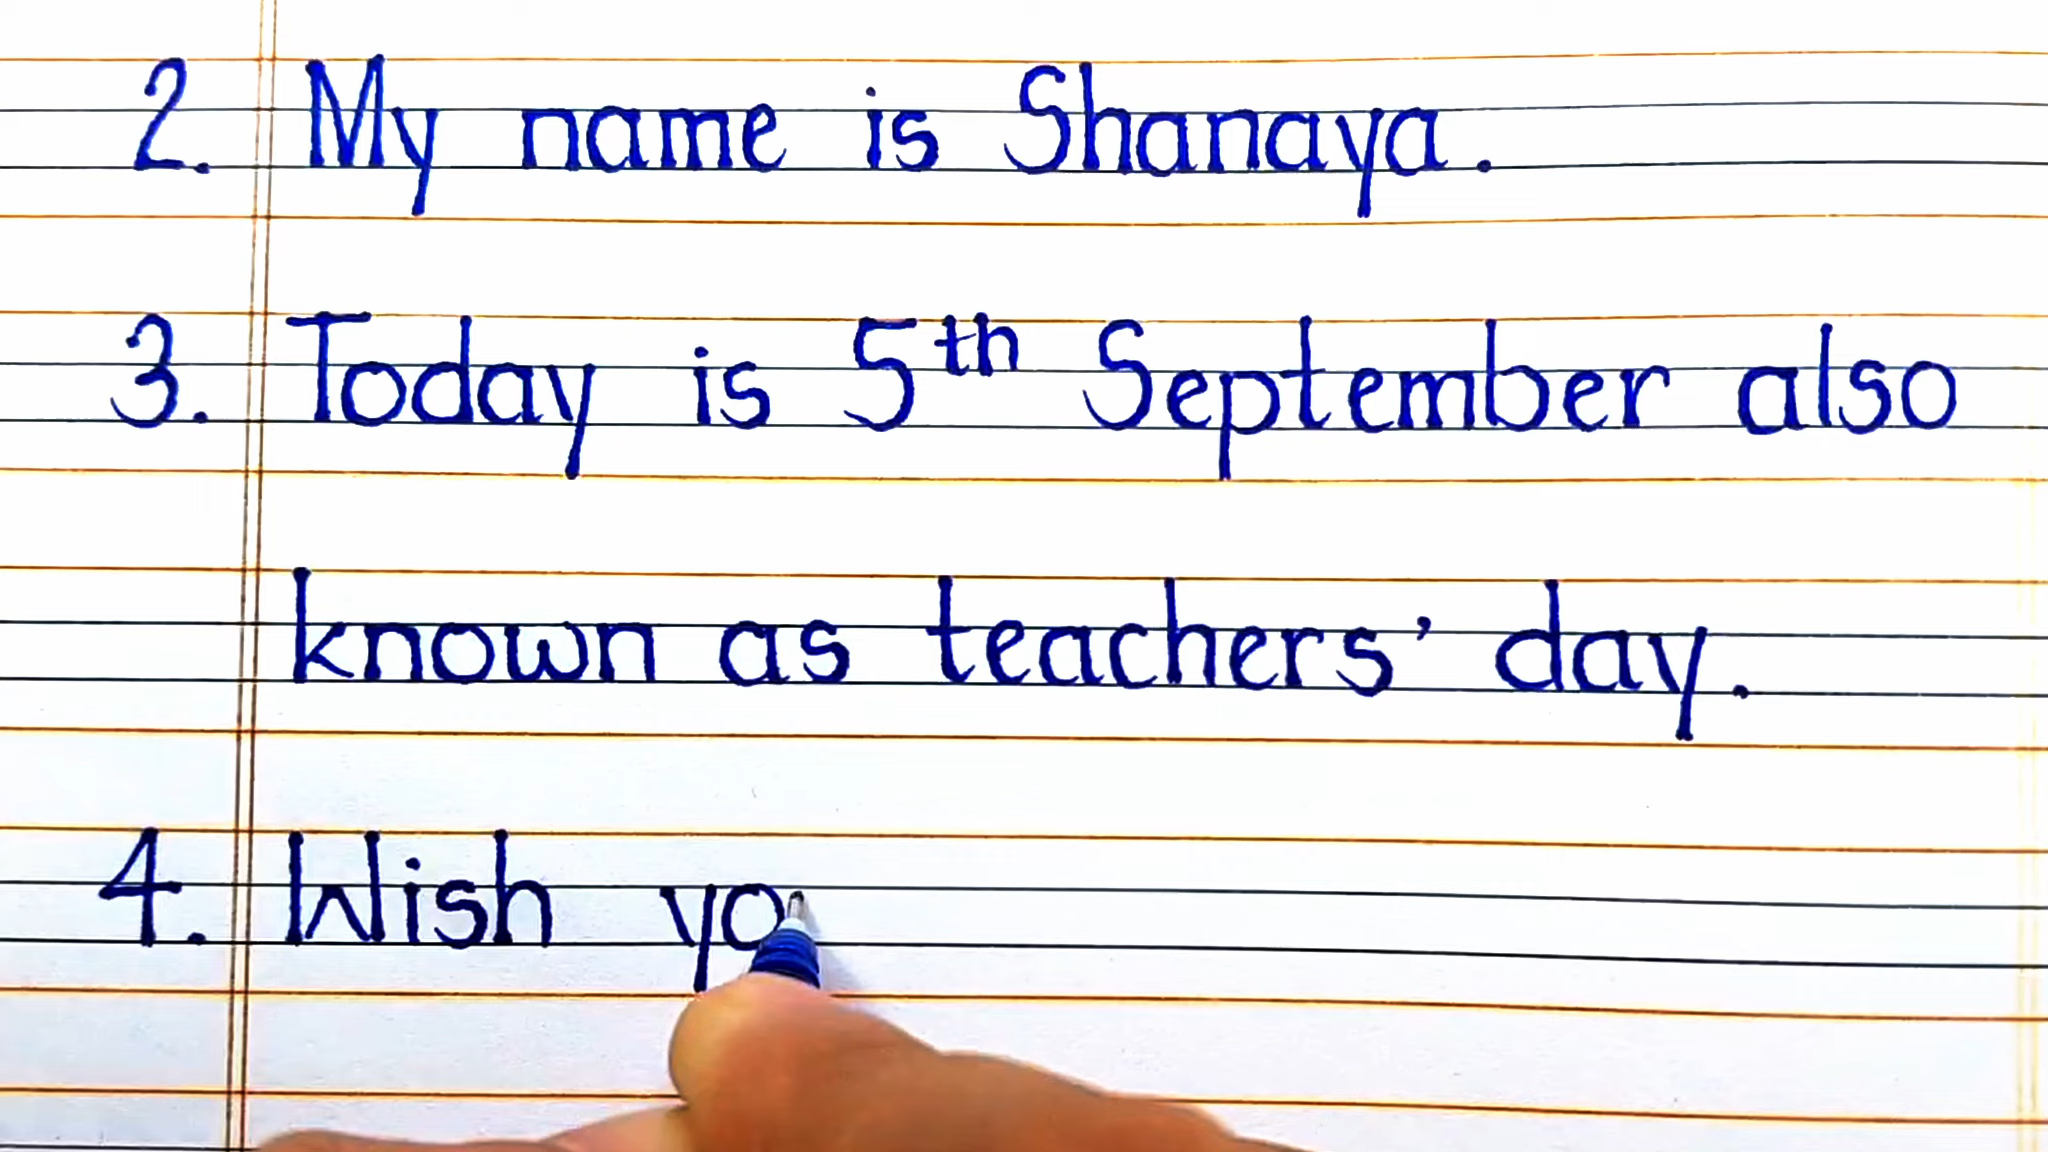 2. My name is Shanaya.
3. Today is 5th September also
known as teachers' day.
4. Wish yo